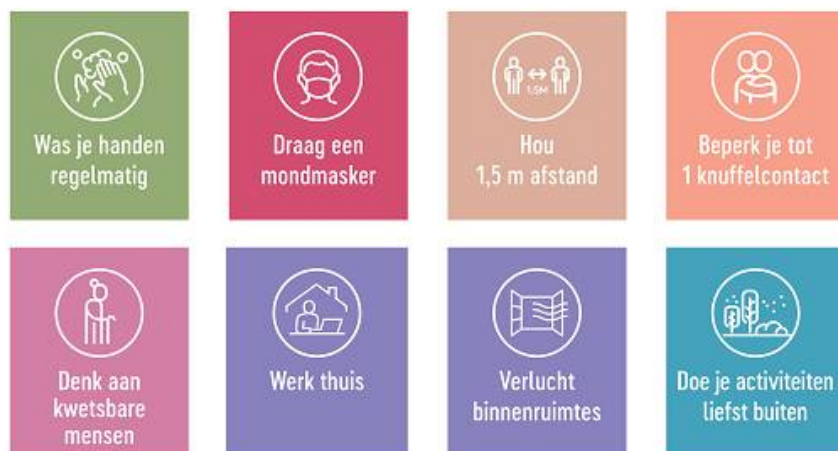 Was je handen
regelmatig
Draag een
mondmasker
1.5M
Hou
1,5 m afstand
Beperk je tot
1 knuffelcontact
Denk aan
kwetsbare
mensen
Werk thuis
Verlucht
binnenruimtes
Doe je activiteiten
liefst buiten